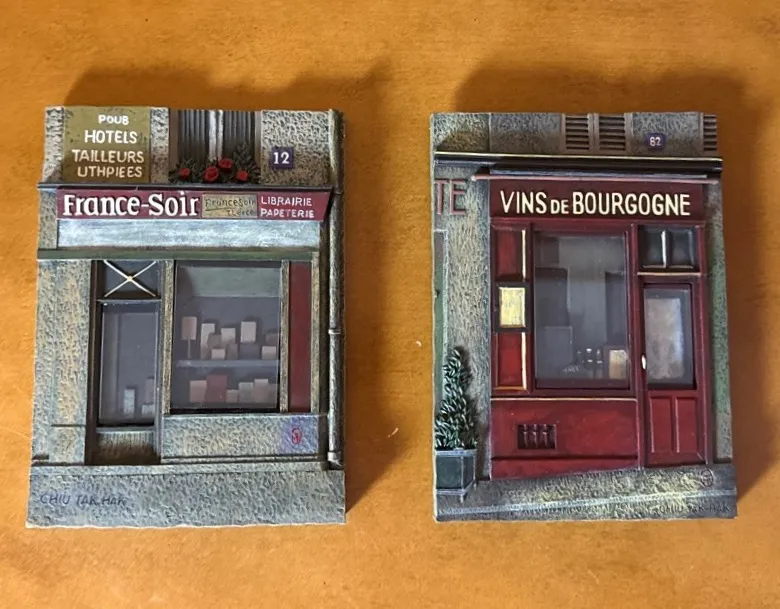 POUR
HOTELS
TAILLEURS
UTHPIEES
12
France-Soir
LIBRAIRIE
PAPETERIE
CHIU TAK HAK
82
TE
VINS DE BOURGOGNE
CHIU TAK HAK